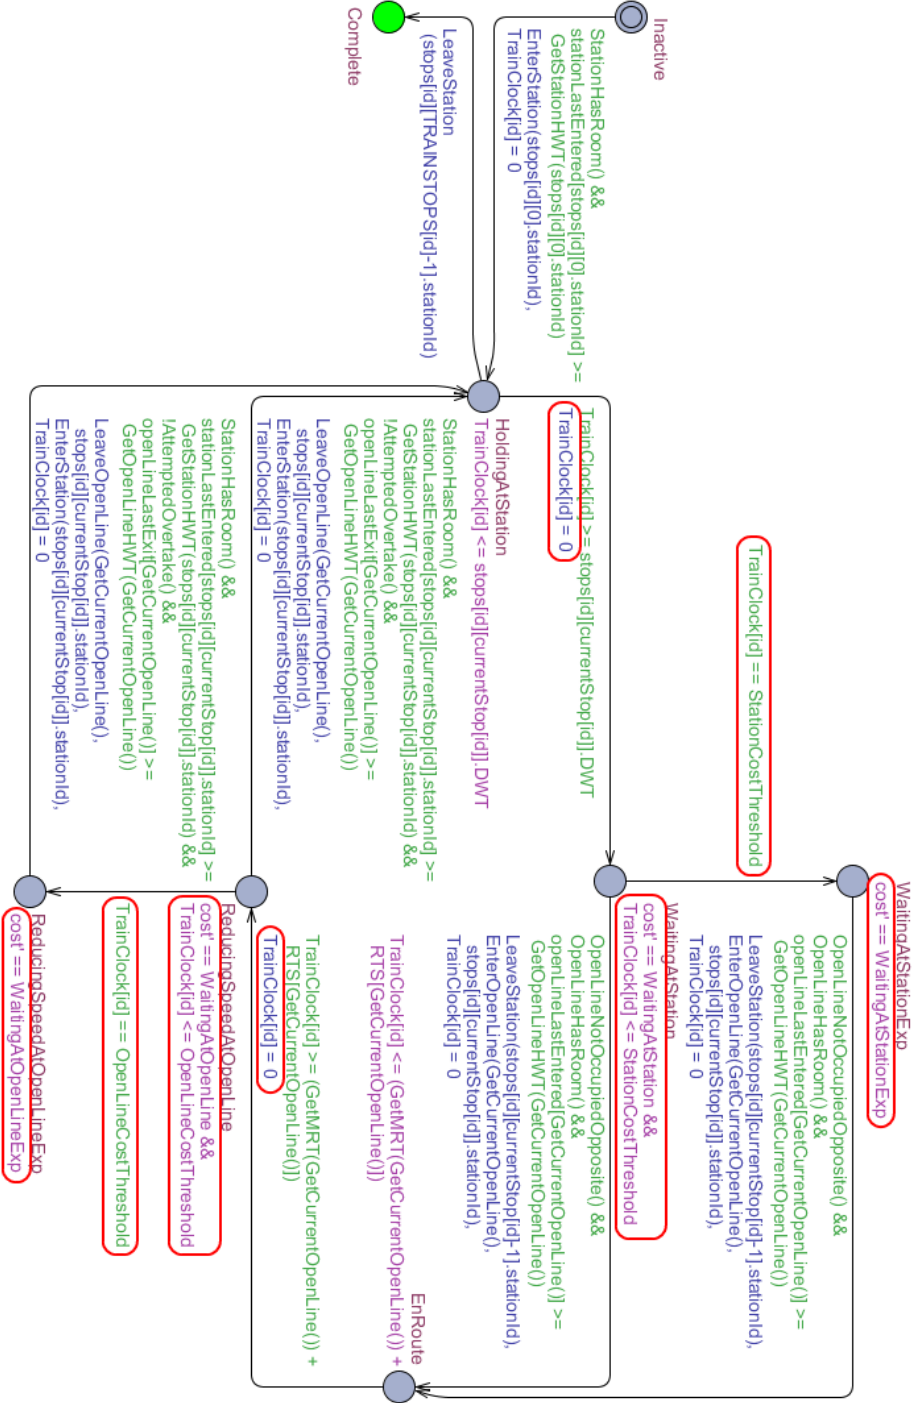 WaitingAtStationExp
cost' == WaitingAtStationExp
OpenLineNotOccupiedOpposite() &&
OpenLineHasRoom() &&
openLineLastEntered[GetCurrentOpenLine()] >=
GetOpenLineHWT(GetCurrentOpenLine())
LeaveStation(stops[id][currentStop[id]-1].stationId),
EnterOpenLine(GetCurrentOpenLine(),
stops[id][currentStop[id]].stationId),
TrainClock[id] = 0
TrainClock[id] == StationCostThreshold
Inactive
StationHasRoom() &&
stationLastEntered[stops[id][0].stationId] >=
GetStationHWT(stops[id][0].stationId)
EnterStation(stops[id][0].stationId),
TrainClock[id] = 0
TrainClock[id] >= stops[id][currentStop[id]].DWT
TrainClock[id] = 0
WaitingAtStation
cost' == WaitingAtStation &&
TrainClock[id] <= StationCostThreshold
OpenLineNotOccupiedOpposite() &&
OpenLineHasRoom() &&
openLineLastEntered[GetCurrentOpenLine()] >=
GetOpenLineHWT(GetCurrentOpenLine())
LeaveStation(stops[id][currentStop[id]-1].stationId),
EnterOpenLine(GetCurrentOpenLine(),
stops[id][currentStop[id]].stationId),
TrainClock[id] = 0
HoldingAtStation
TrainClock[id] <= stops[id][currentStop[id]].DWT
LeaveStation
(stops[id][TRAINSTOPS[id]-1].stationId)
Complete
EnRoute
TrainClock[id] <= (GetMRT(GetCurrentOpenLine()) +
RTS[GetCurrentOpenLine()])
StationHasRoom() &&
stationLastEntered[stops[id][currentStop[id]].stationId] >=
GetStationHWT(stops[id][currentStop[id]].stationId) &&
!AttemptedOvertake() &&
openLineLastExit[GetCurrentOpenLine()] >=
GetOpenLineHWT(GetCurrentOpenLine())
LeaveOpenLine(GetCurrentOpenLine(),
stops[id][currentStop[id]].stationId),
EnterStation(stops[id][currentStop[id]].stationId),
TrainClock[id] = 0
TrainClock[id] >= (GetMRT(GetCurrentOpenLine()) +
RTS[GetCurrentOpenLine()])
TrainClock[id] = 0
ReducingSpeedAtOpenLine
cost' == WaitingAtOpenLine &&
TrainClock[id] <= OpenLineCostThreshold
StationHasRoom() &&
stationLastEntered[stops[id][currentStop[id]].stationId] >=
GetStationHWT(stops[id][currentStop[id]].stationId) &&
!AttemptedOvertake() &&
openLineLastExit[GetCurrentOpenLine()] >=
GetOpenLineHWT(GetCurrentOpenLine())
LeaveOpenLine(GetCurrentOpenLine(),
stops[id][currentStop[id]].stationId),
EnterStation(stops[id][currentStop[id]].stationId),
TrainClock[id] = 0
TrainClock[id] == OpenLineCostThreshold
ReducingSpeedAtOpenLineExp
cost' == WaitingAtOpenLineExp